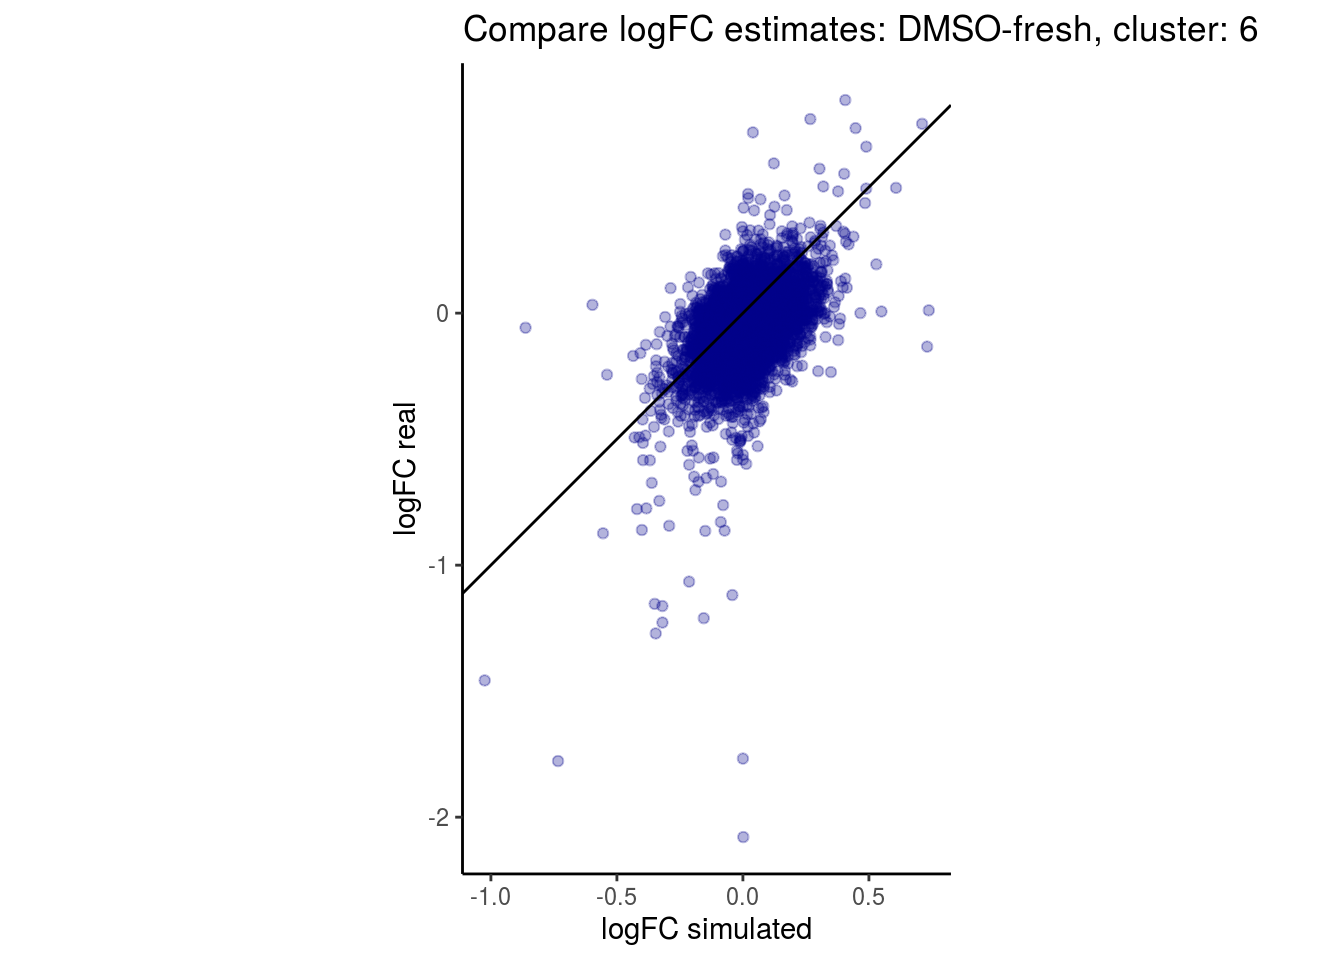 Compare logFC estimates: DMSO-fresh, cluster: 6
logFC real
0
-1
-2
-1.0 -0.5 0.0 0.5
logFC simulated